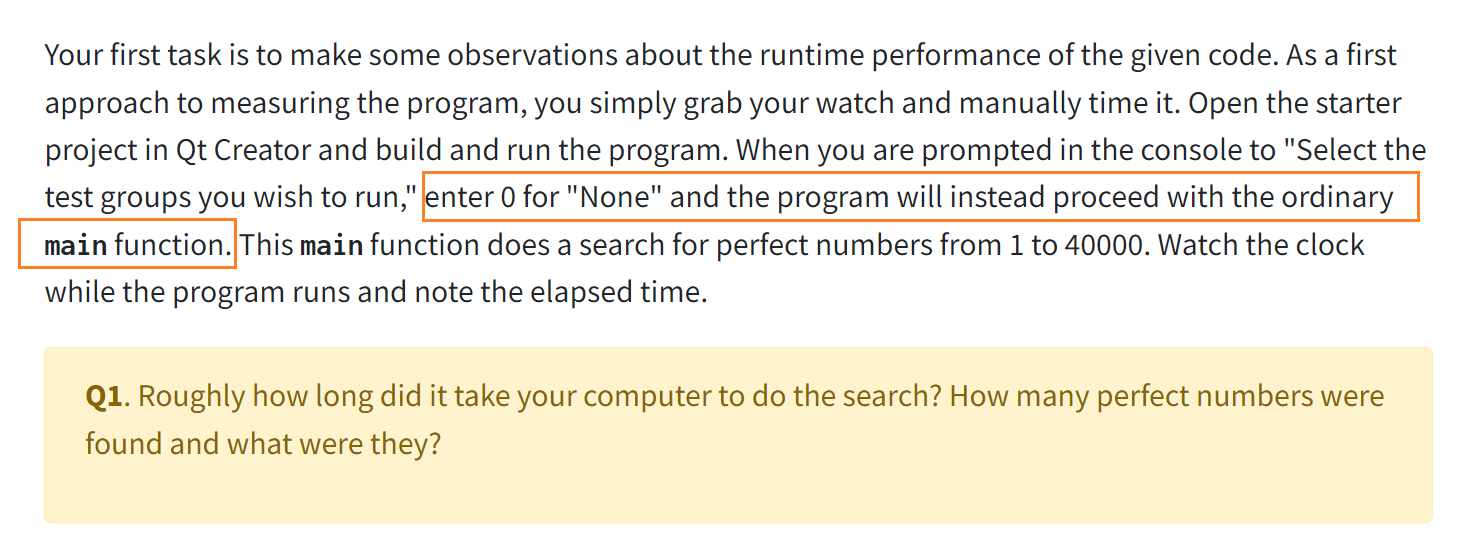 Your first task is to make some observations about the runtime performance of the given code. As a first
approach to measuring the program, you simply grab your watch and manually time it. Open the starter
project in Qt Creator and build and run the program. When you are prompted in the console to "Select the
test groups you wish to run," enter 0 for "None" and the program will instead proceed with the ordinary
main function. This main function does a search for perfect numbers from 1 to 40000. Watch the clock
while the program runs and note the elapsed time.
Q1. Roughly how long did it take your computer to do the search? How many perfect numbers were
found and what were they?